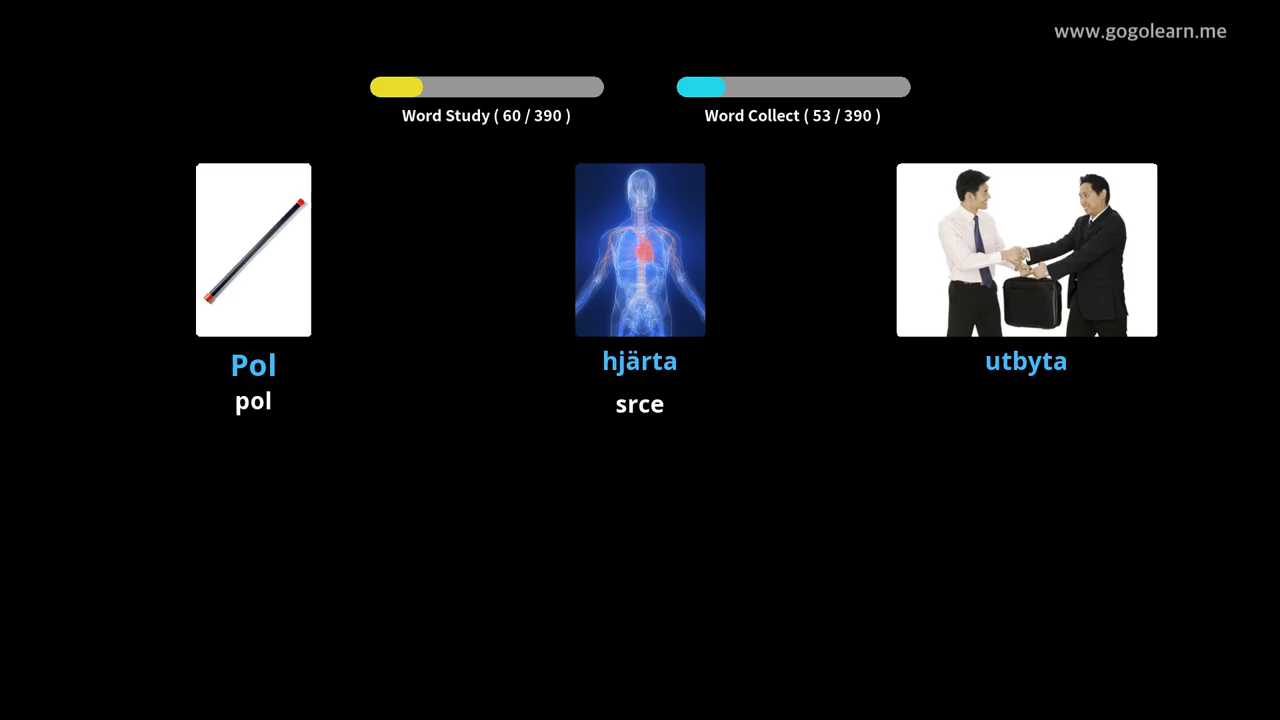 www.gogolearn.me
Word Study ( 60 / 390 )
Word Collect ( 53 / 390 )
Pol
pol
hjärta
srce
utbyta